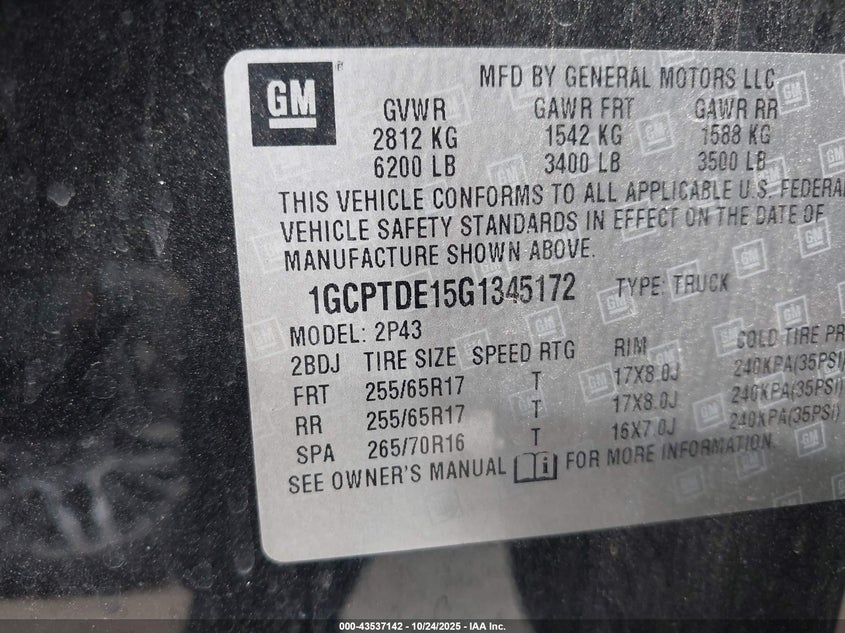 GM
MFD BY GENERAL MOTORS LLC
GVWR GAWR FRT GAWR RR
2812 KG 1542 KG 1588 KG
6200 LB 3400 LB 3500 LB
THIS VEHICLE CONFORMS TO ALL APPLICABLE U.S. FEDERAL
VEHICLE SAFETY STANDARDS IN EFFECT ON THE DATE OF
MANUFACTURE SHOWN ABOVE.
1GCPTDE15G1345172 TYPE: TRUCK
MODEL: 2P43
2BDJ TIRE SIZE SPEED RTG RIM COLD TIRE PR
FRT 255/65R17 T 17X8.0J 240KPA(35PSI)
RR 255/65R17 T 17X8.0J 240KPA(35PSI)
SPA 265/70R16 T 16X7.0J 240KPA(35PSI)
SEE OWNER'S MANUAL FOR MORE INFORMATION
000-43537142 - 10/24/2025 - IAA Inc.